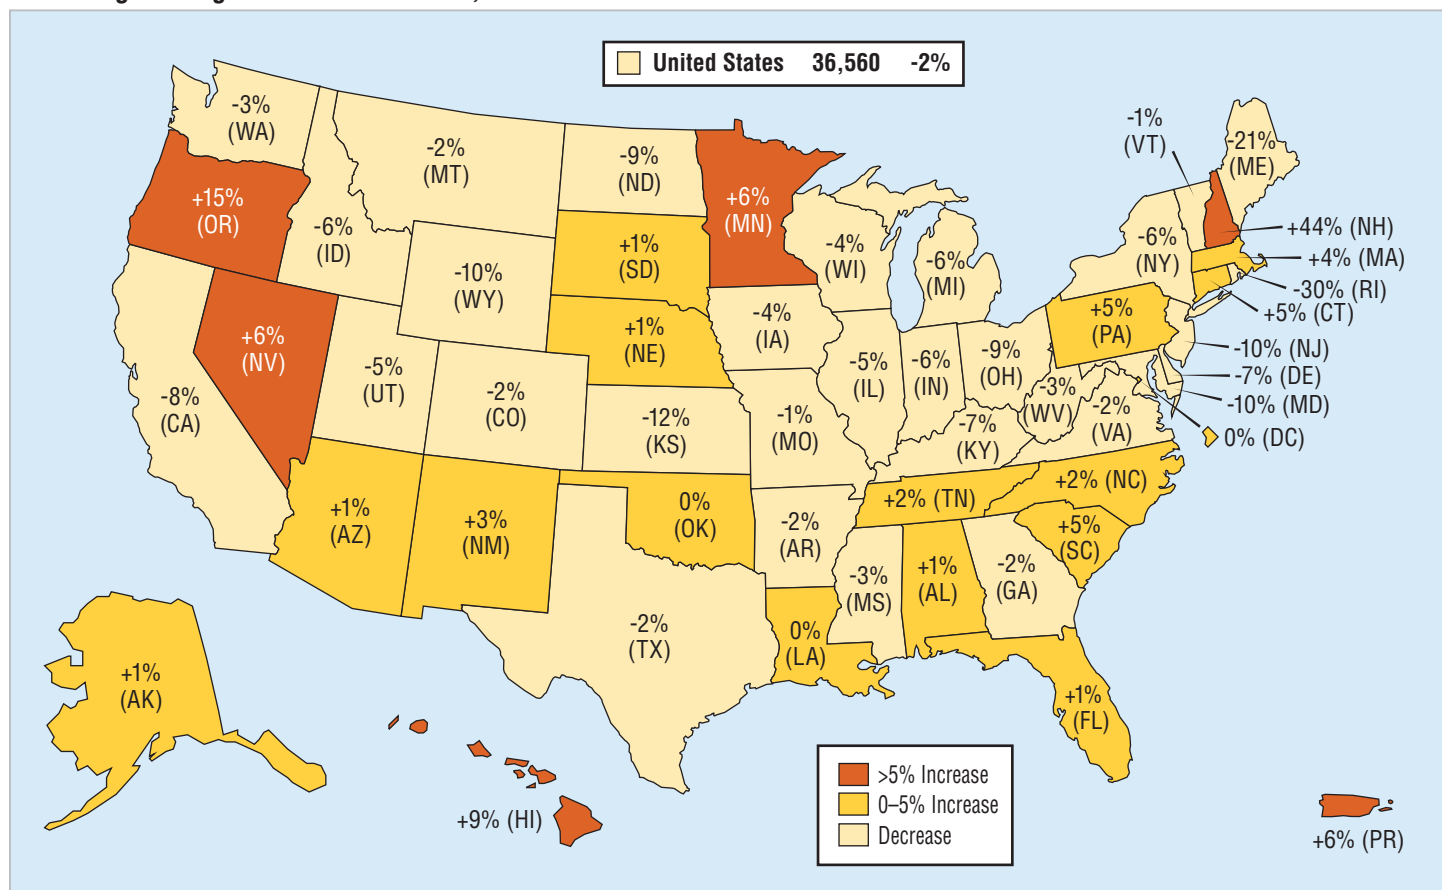 United States 36,560 -2%
-3%
(WA)
-2%
(MT)
-9%
(ND)
+6%
(MN)
-1%
(VT)
-21%
(ME)
+15%
(OR)
-6%
(ID)
-10%
(WY)
+1%
(SD)
-4%
(WI)
-6%
(MI)
-6%
(NY)
+44% (NH)
+4% (MA)
-30% (RI)
+5% (CT)
+6%
(NV)
-5%
(UT)
-2%
(CO)
+1%
(NE)
-4%
(IA)
-5%
(IL)
-6%
(IN)
-9%
(OH)
+5%
(PA)
-10% (NJ)
-7% (DE)
-10% (MD)
0% (DC)
-8%
(CA)
-12%
(KS)
-1%
(MO)
-7%
(KY)
-3%
(WV)
-2%
(VA)
+1%
(AZ)
+3%
(NM)
0%
(OK)
-2%
(AR)
+2% (TN)
+2% (NC)
+5%
(SC)
-2%
(TX)
0%
(LA)
-3%
(MS)
+1%
(AL)
-2%
(GA)
+1%
(FL)
+1%
(AK)
+9% (HI)
>5% Increase
0–5% Increase
Decrease
+6% (PR)